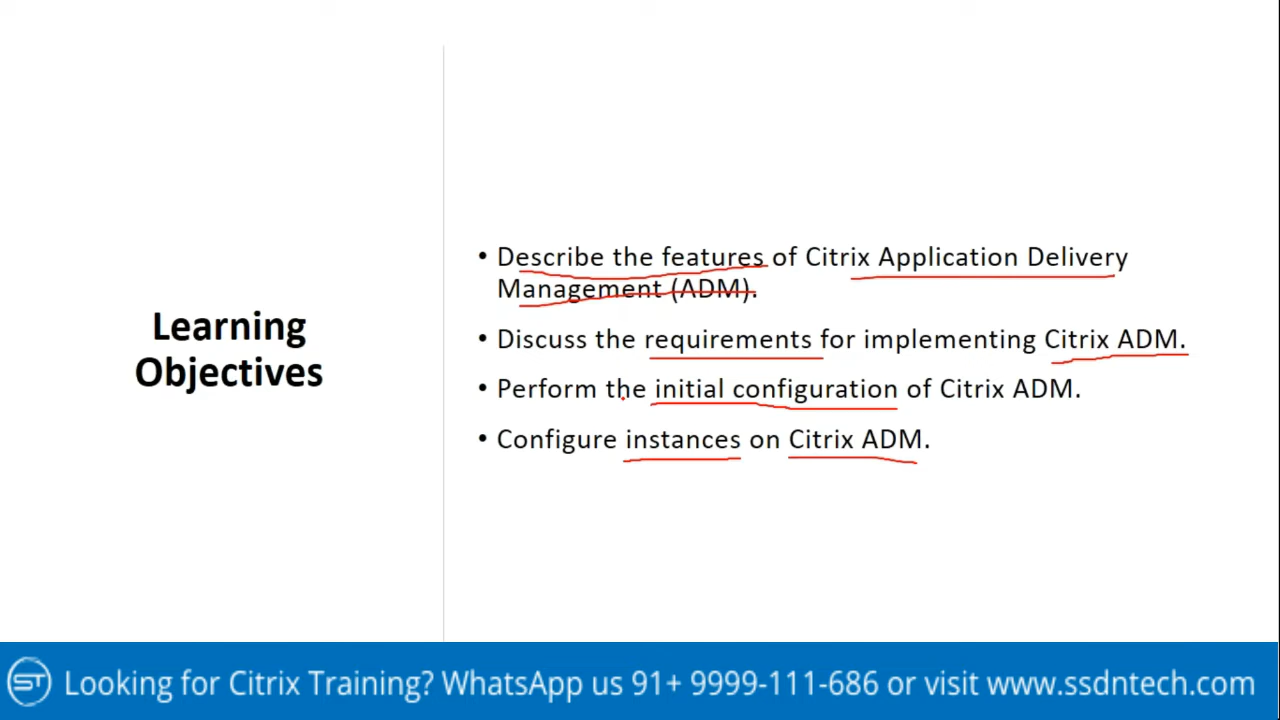 Learning
Objectives
• Describe the features of Citrix Application Delivery
Management (ADM).
• Discuss the requirements for implementing Citrix ADM.
• Perform the initial configuration of Citrix ADM.
• Configure instances on Citrix ADM.
ST Looking for Citrix Training? WhatsApp us 91+ 9999-111-686 or visit www.ssdntech.com